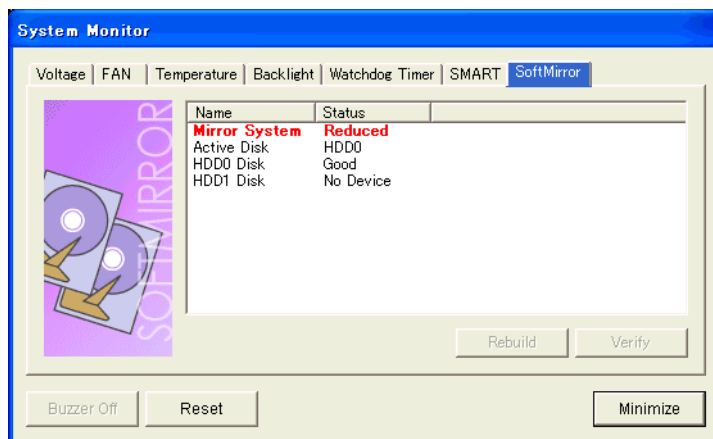 System Monitor
Voltage FAN Temperature Backlight Watchdog Timer SMART SoftMirror
Name Status
Mirror System Reduced
Active Disk HDD0
HDD0 Disk Good
HDD1 Disk No Device
SOFTMIRROR
Rebuild Verify
Buzzer Off Reset Minimize